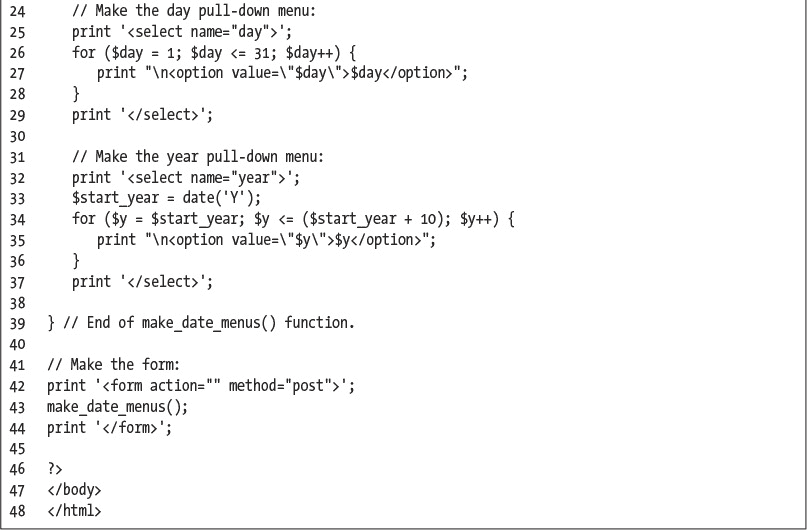 24 // Make the day pull-down menu:
25 print '<select name="day">';
26 for ($day = 1; $day <= 31; $day++) {
27 print "\n<option value=\"$day\">$day</option>";
28 }
29 print '</select>';
30
31 // Make the year pull-down menu:
32 print '<select name="year">';
33 $start_year = date('Y');
34 for ($y = $start_year; $y <= ($start_year + 10); $y++) {
35 print "\n<option value=\"$y\">$y</option>";
36 }
37 print '</select>';
38
39 } // End of make_date_menus() function.
40
41 // Make the form:
42 print '<form action="" method="post">';
43 make_date_menus();
44 print '</form>';
45
46 ?>
47 </body>
48 </html>